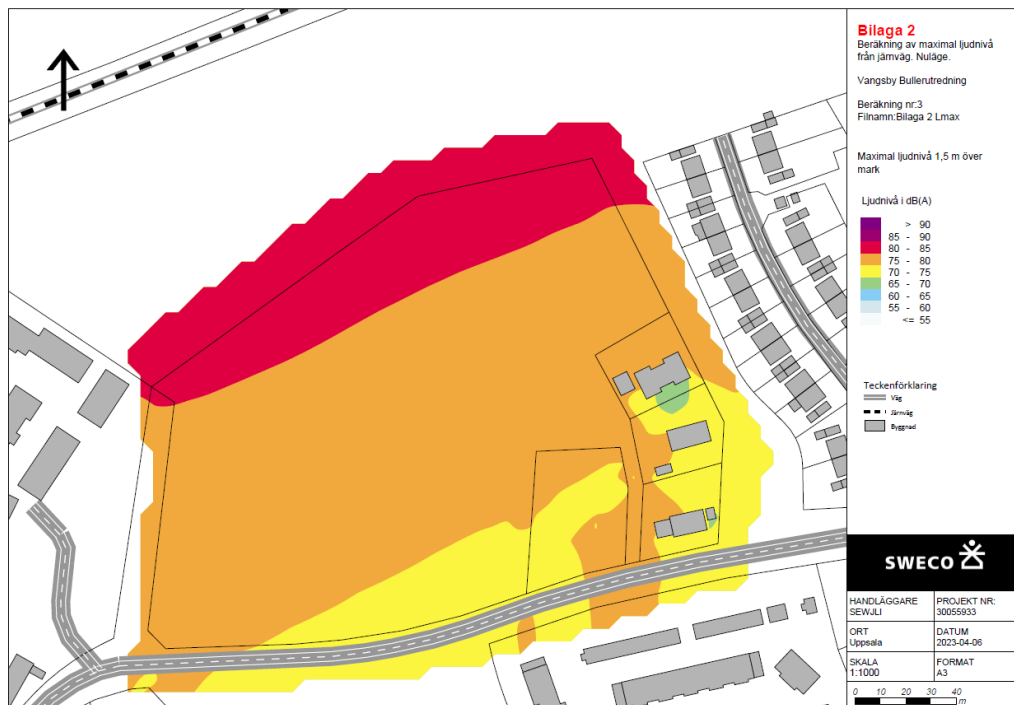 Bilaga 2
Beräkning av maximal ljudnivå
från järnväg. Nuläge.
Vangsby Bullerutredning
Beräkning nr:3
Filnamn:Bilaga 2 Lmax
Maximal ljudnivå 1,5 m över
mark
Ljudnivå i dB(A)
> 90
85 - 90
80 - 85
75 - 80
70 - 75
65 - 70
60 - 65
55 - 60
<= 55
Teckenförklaring
Väg
Järnväg
Byggnad
SWECO
HANDLÄGGARE
SEWJLI
PROJEKT NR:
30055933
ORT
Uppsala
DATUM
2023-04-06
SKALA
1:1000
FORMAT
A3
0 10 20 30 40
m